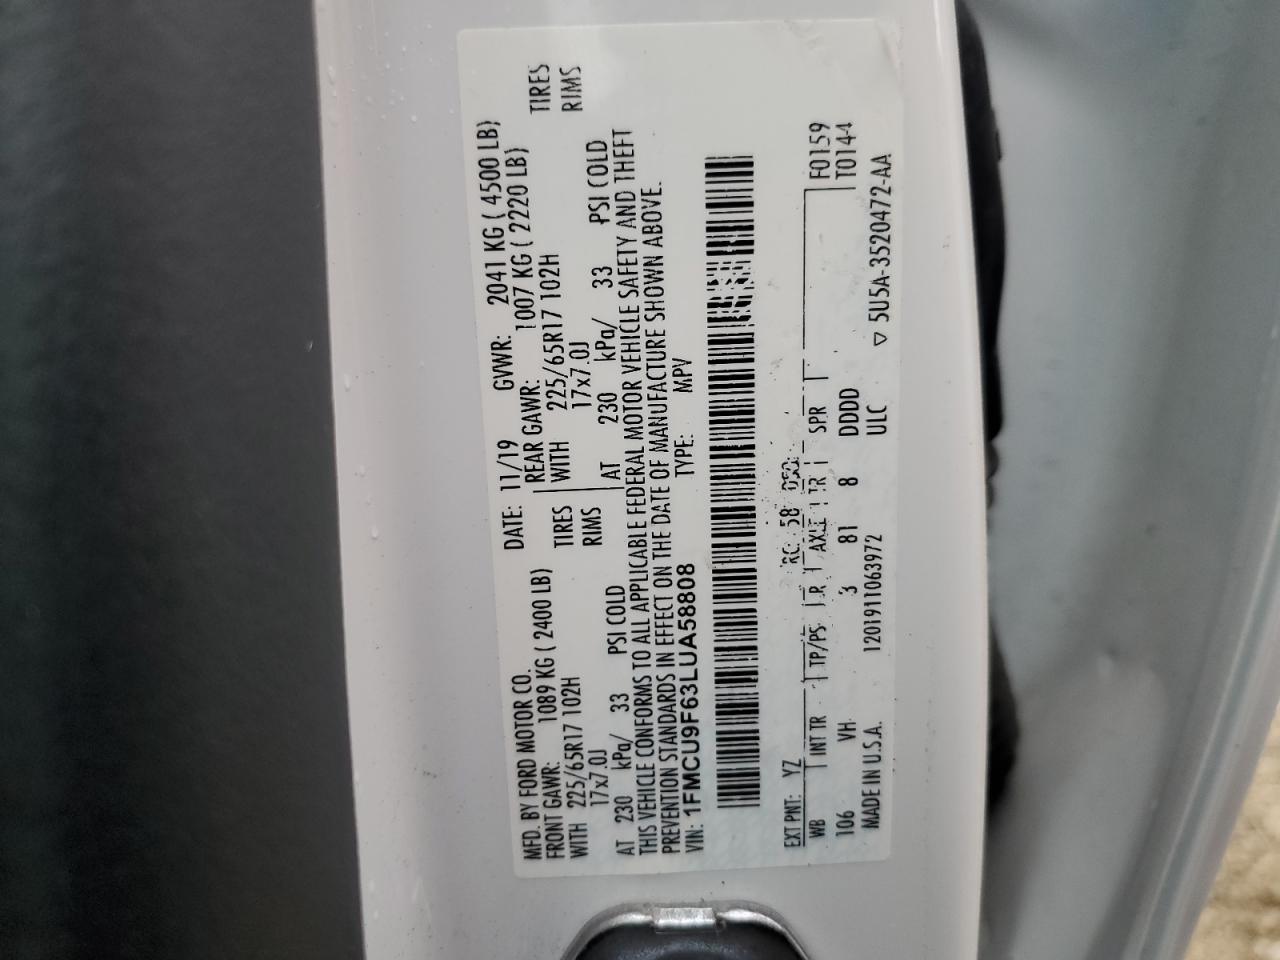 MFD. BY FORD MOTOR CO.
DATE: 11/19 GVWR: 2041 KG ( 4500 LB)
FRONT GAWR: 1089 KG ( 2400 LB) REAR GAWR: 1007 KG ( 2220 LB)
WITH 225/65R17 102H TIRES WITH 225/65R17 102H TIRES
17x7.0J RIMS 17x7.0J RIMS
AT 230 kPa/ 33 PSI COLD AT 230 kPa/ 33 PSI COLD
THIS VEHICLE CONFORMS TO ALL APPLICABLE FEDERAL MOTOR VEHICLE SAFETY AND THEFT
PREVENTION STANDARDS IN EFFECT ON THE DATE OF MANUFACTURE SHOWN ABOVE.
VIN: 1FMCU9F63LUA58808 TYPE: MPV
EXT PNT: YZ RC: 58 DSO: F0159
WB INT TR TP/PS R AXLE TR SPR T0144
106 VH 3 81 8 DDDD
MADE IN U.S.A. 1201911063972 ULC ▽ 5U5A-3520472-AA